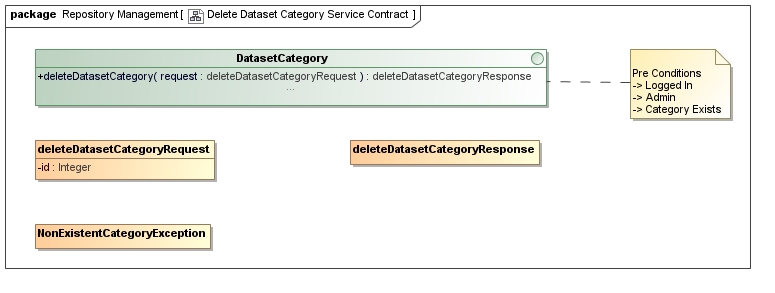 package Repository Management [ Delete Dataset Category Service Contract ]
DatasetCategory
+deleteDatasetCategory( request : deleteDatasetCategoryRequest ) : deleteDatasetCategoryResponse
...
Pre Conditions
-> Logged In
-> Admin
-> Category Exists
deleteDatasetCategoryRequest
-id : Integer
deleteDatasetCategoryResponse
NonExistentCategoryException